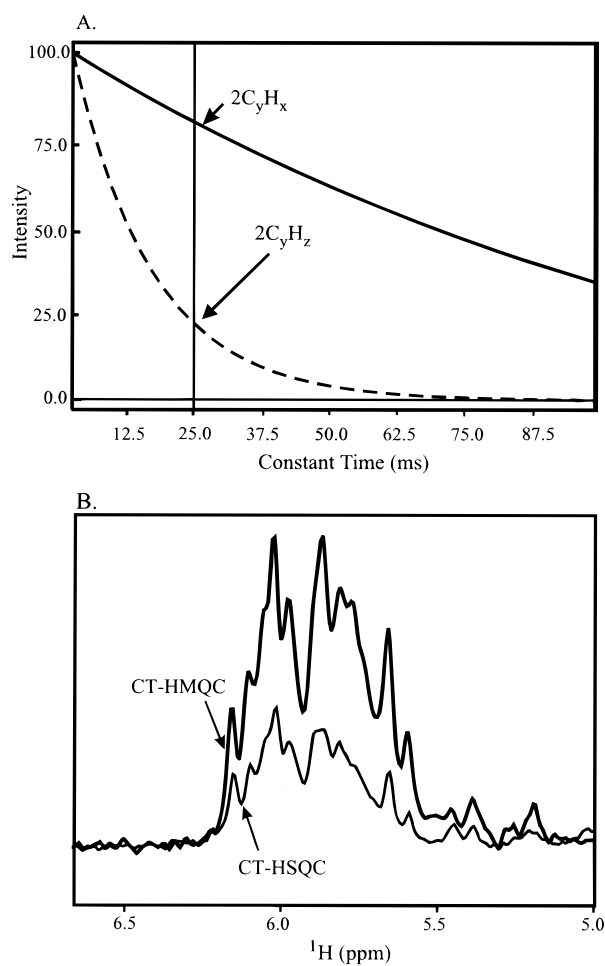 A.
100.0
75.0
50.0
25.0
0.0
Intensity
2CyHx
2CyHz
12.5 25.0 37.5 50.0 62.5 75.0 87.5
Constant Time (ms)
B.
CT-HMQC
CT-HSQC
6.5 6.0 5.5 5.0
1H (ppm)